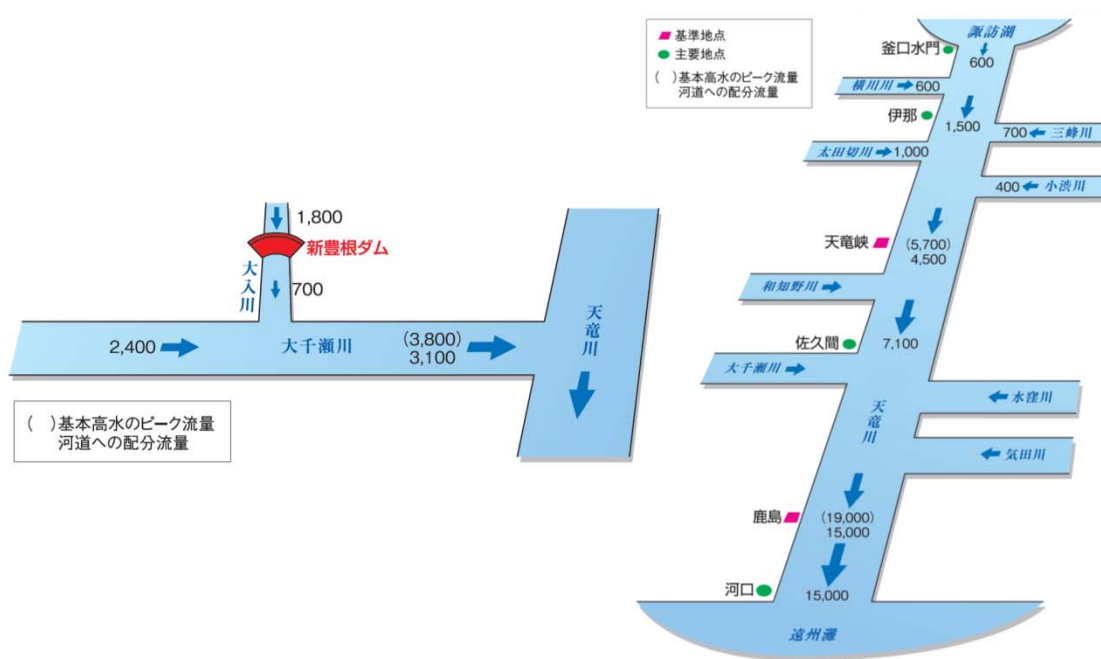 1,800
新豊根ダム
大入川
700
2,400
大千瀬川
(3,800)
3,100
天竜川
( )基本高水のピーク流量
河道への配分流量
基準地点
主要地点
( )基本高水のピーク流量
河道への配分流量
諏訪湖
釜口水門
600
横川川
600
伊那
1,500
700
三峰川
太田切川
1,000
400
小渋川
天竜峡
(5,700)
4,500
和知野川
佐久間
7,100
大千瀬川
水窪川
天竜川
気田川
鹿島
(19,000)
15,000
河口
15,000
遠州灘